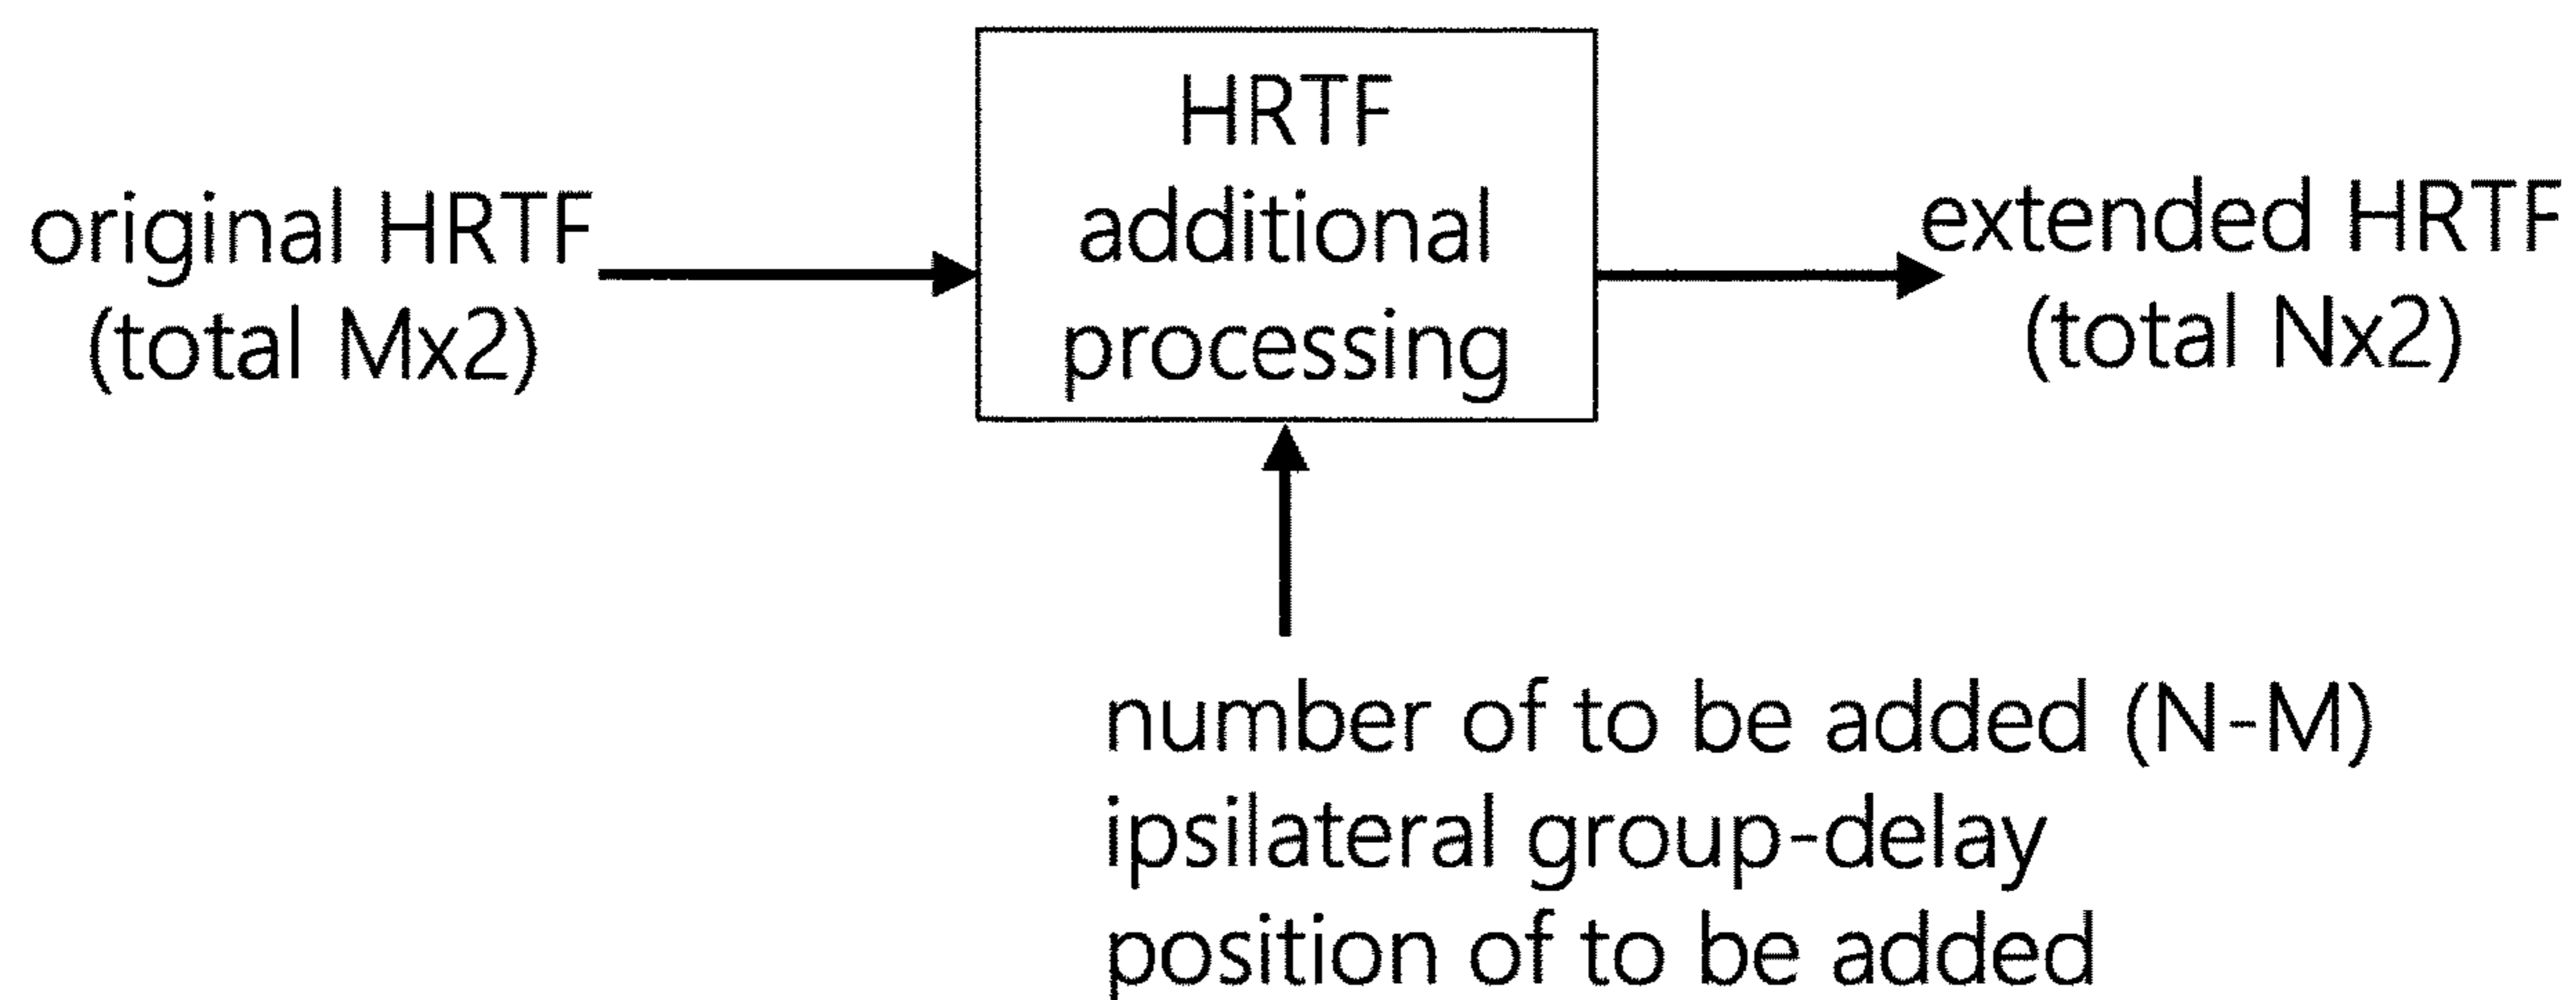 original HRTF
(total Mx2)
HRTF
additional
processing
extended HRTF
(total Nx2)
number of to be added (N-M)
ipsilateral group-delay
position of to be added